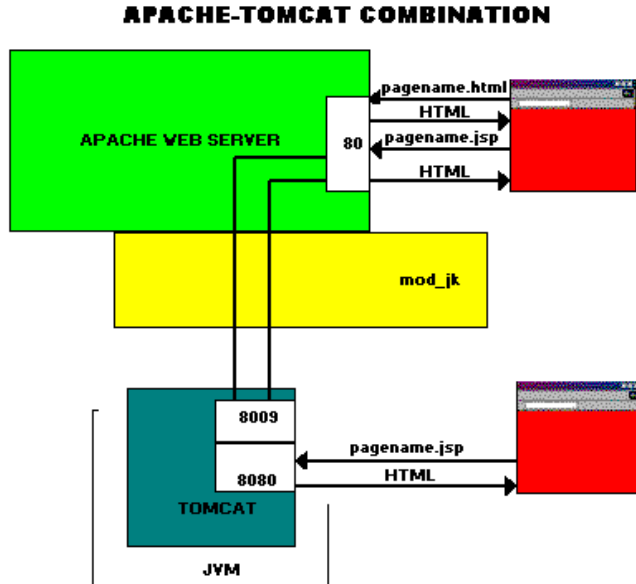 APACHE-TOMCAT COMBINATION
pagename.html
HTML
APACHE WEB SERVER
80
pagename.jsp
HTML
mod_jk
8009
pagename.jsp
8080
HTML
TOMCAT
JVM